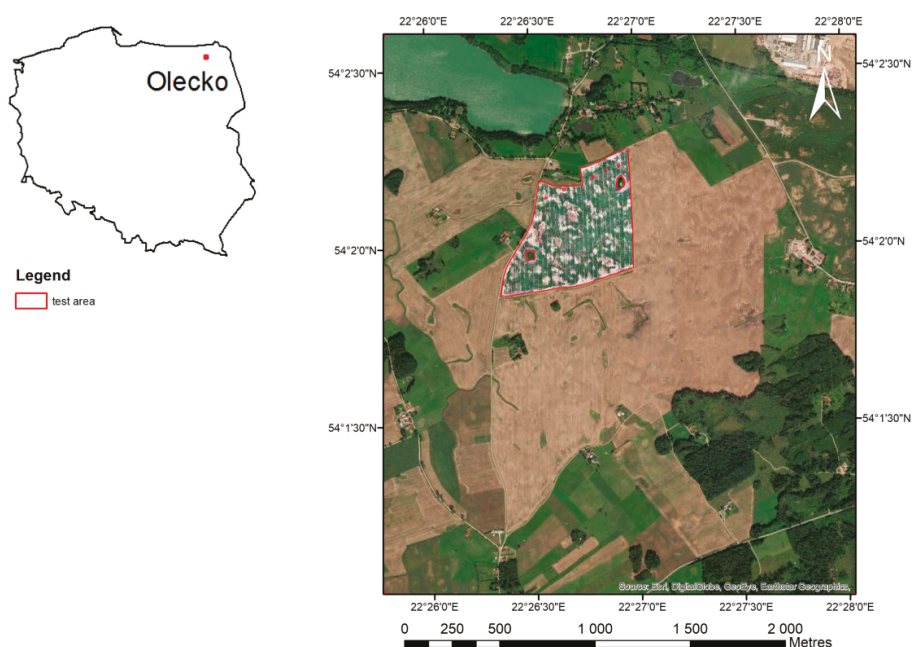 Olecko
Legend
test area
22°26'0"E 22°26'30"E 22°27'0"E 22°27'30"E 22°28'0"E
N
54°2'30"N 54°2'30"N
54°2'0"N 54°2'0"N
54°1'30"N 54°1'30"N
Source: Esri, DigitalGlobe, GeoEye, Earthstar Geographics,
22°26'0"E 22°26'30"E 22°27'0"E 22°27'30"E 22°28'0"E
0 250 500 1 000 1 500 2 000
Metres